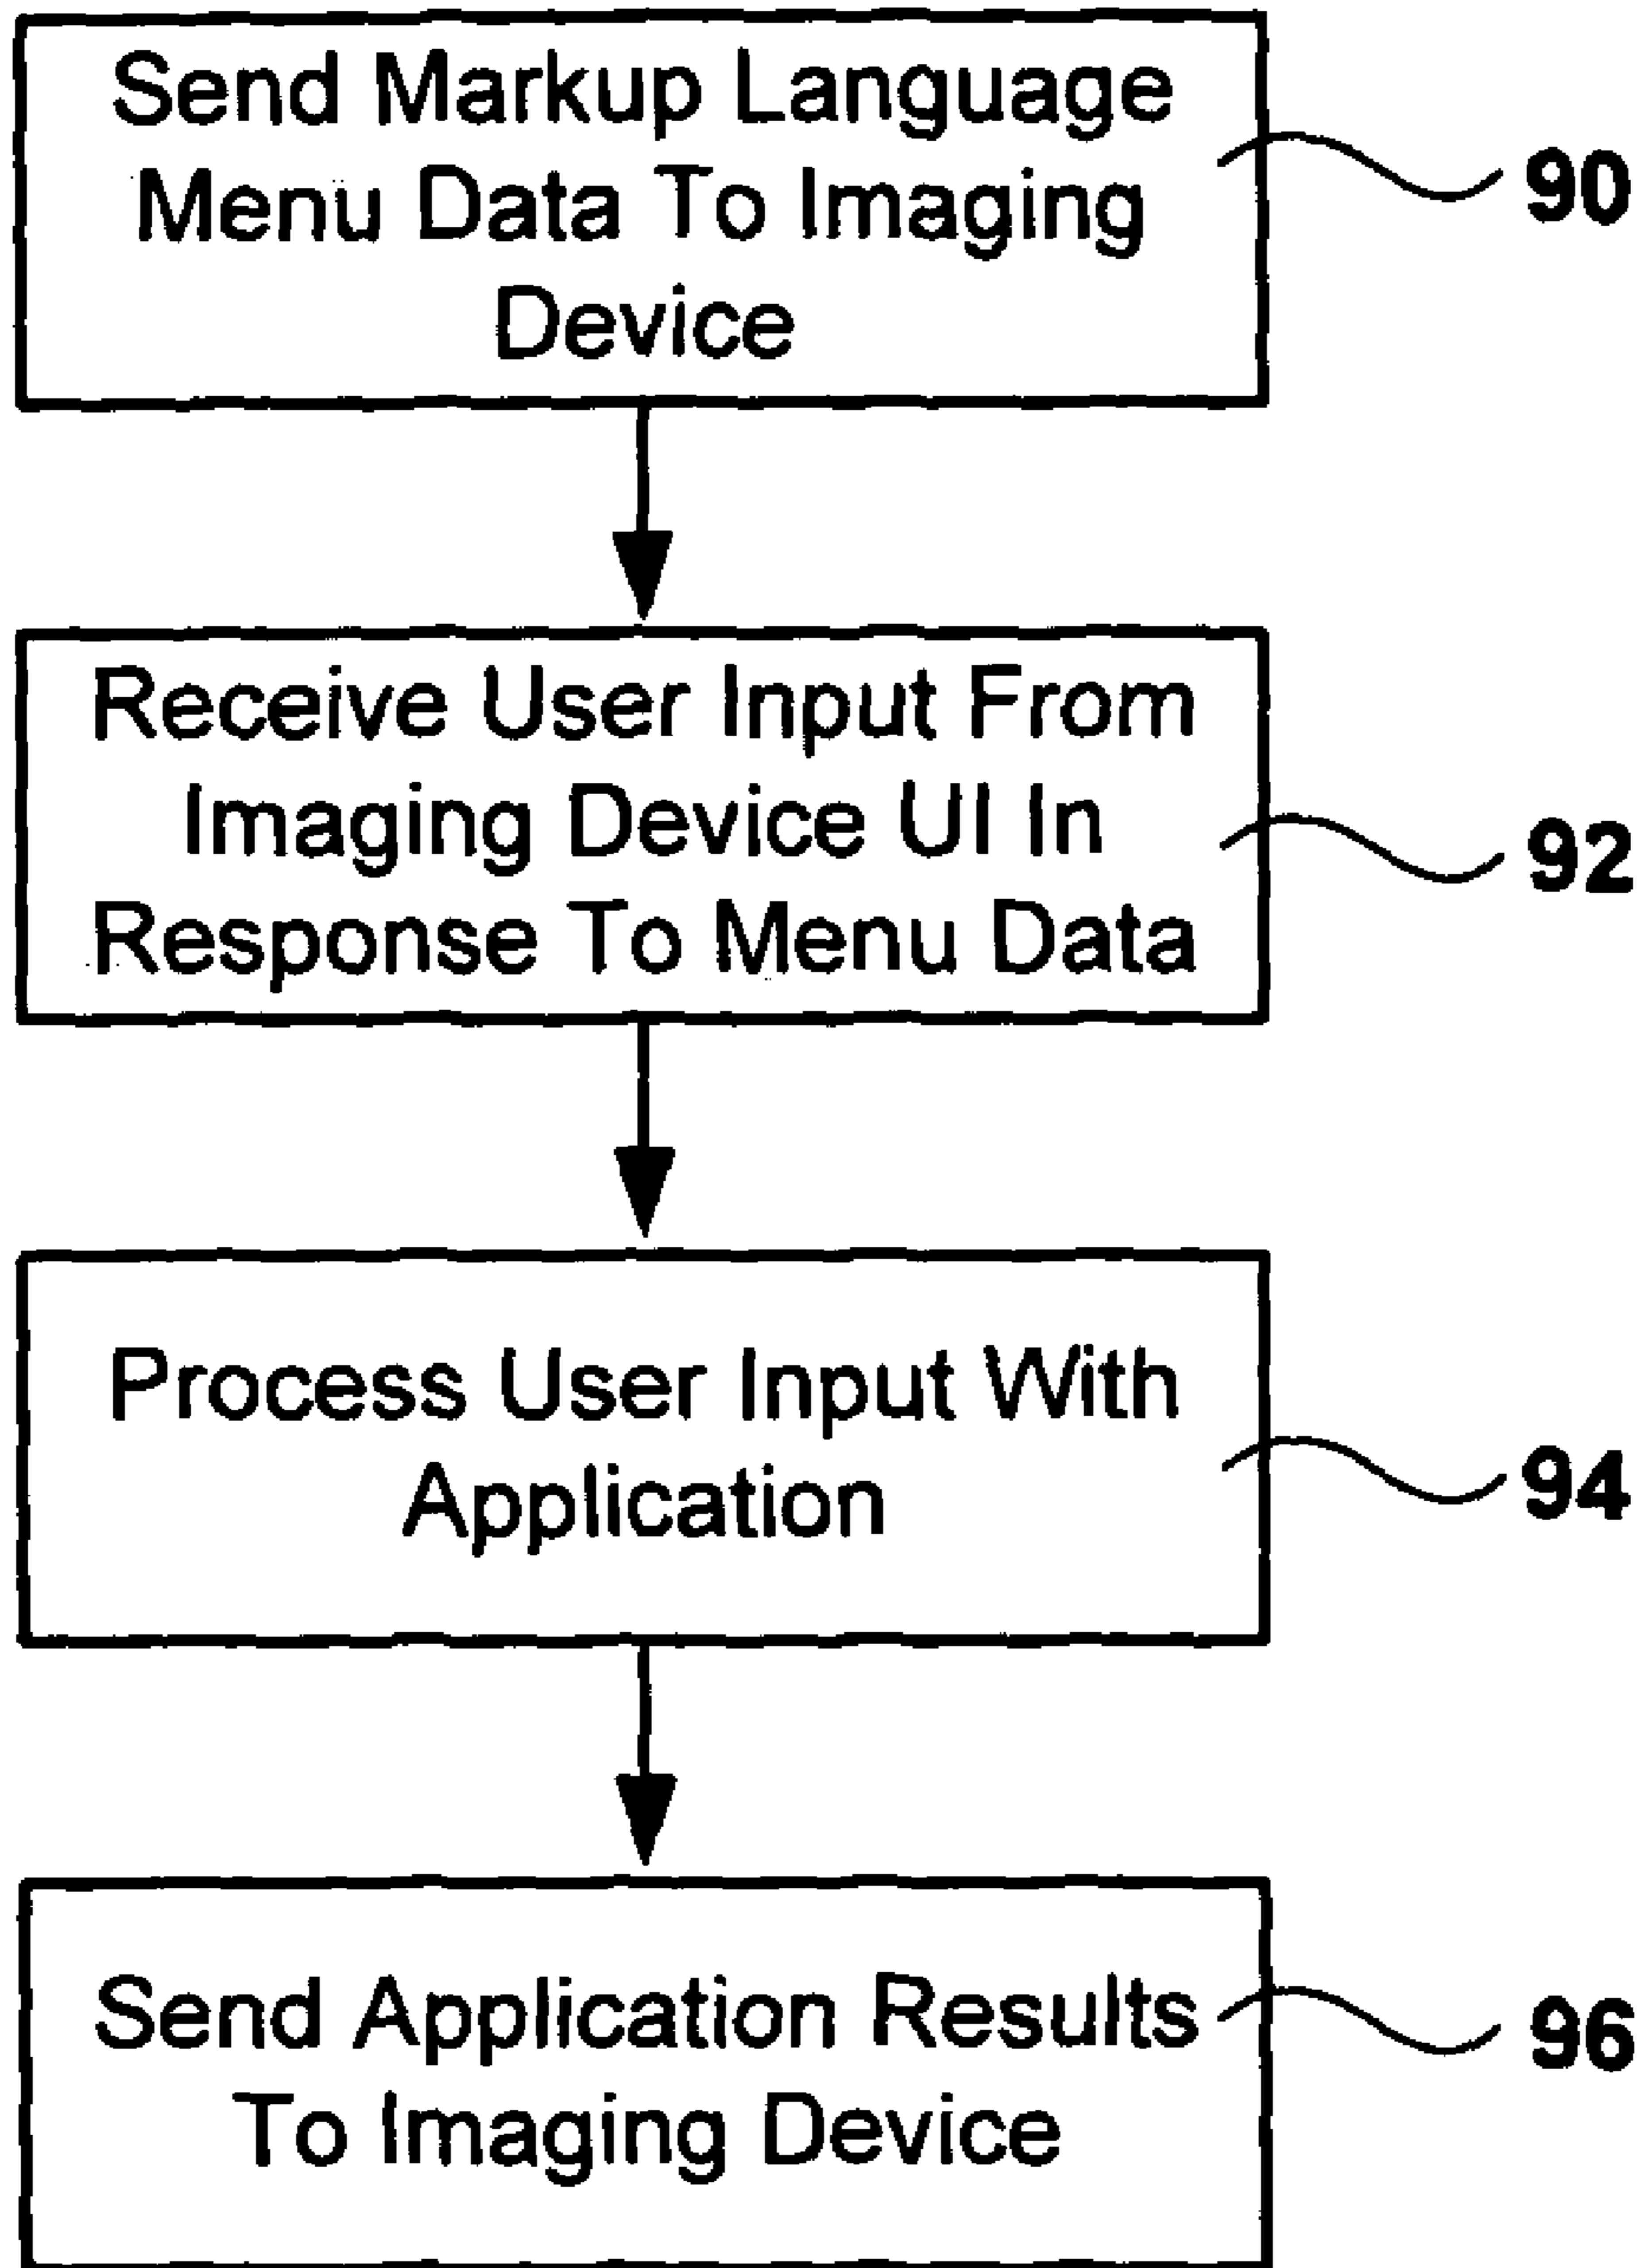 Send Markup Language
Menu Data To Imaging
Device
90
Receive User Input From
Imaging Device UI In
Response To Menu Data
92
Process User Input With
Application
94
Send Application Results
To Imaging Device
96